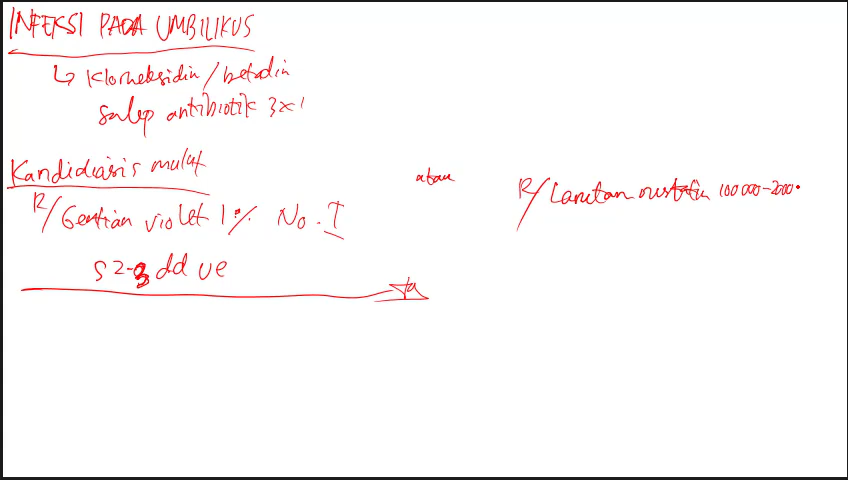 INFEKSI PADA UMBILIKUS
↳ Klorheksidin / betadin
Salep antibiotik 3x1
Kandidiasis mulut
R/ Gentian violet 1% No. I
S 2-3 dd ue
atau
R/ Larutan nistatin 100 000 - 2000